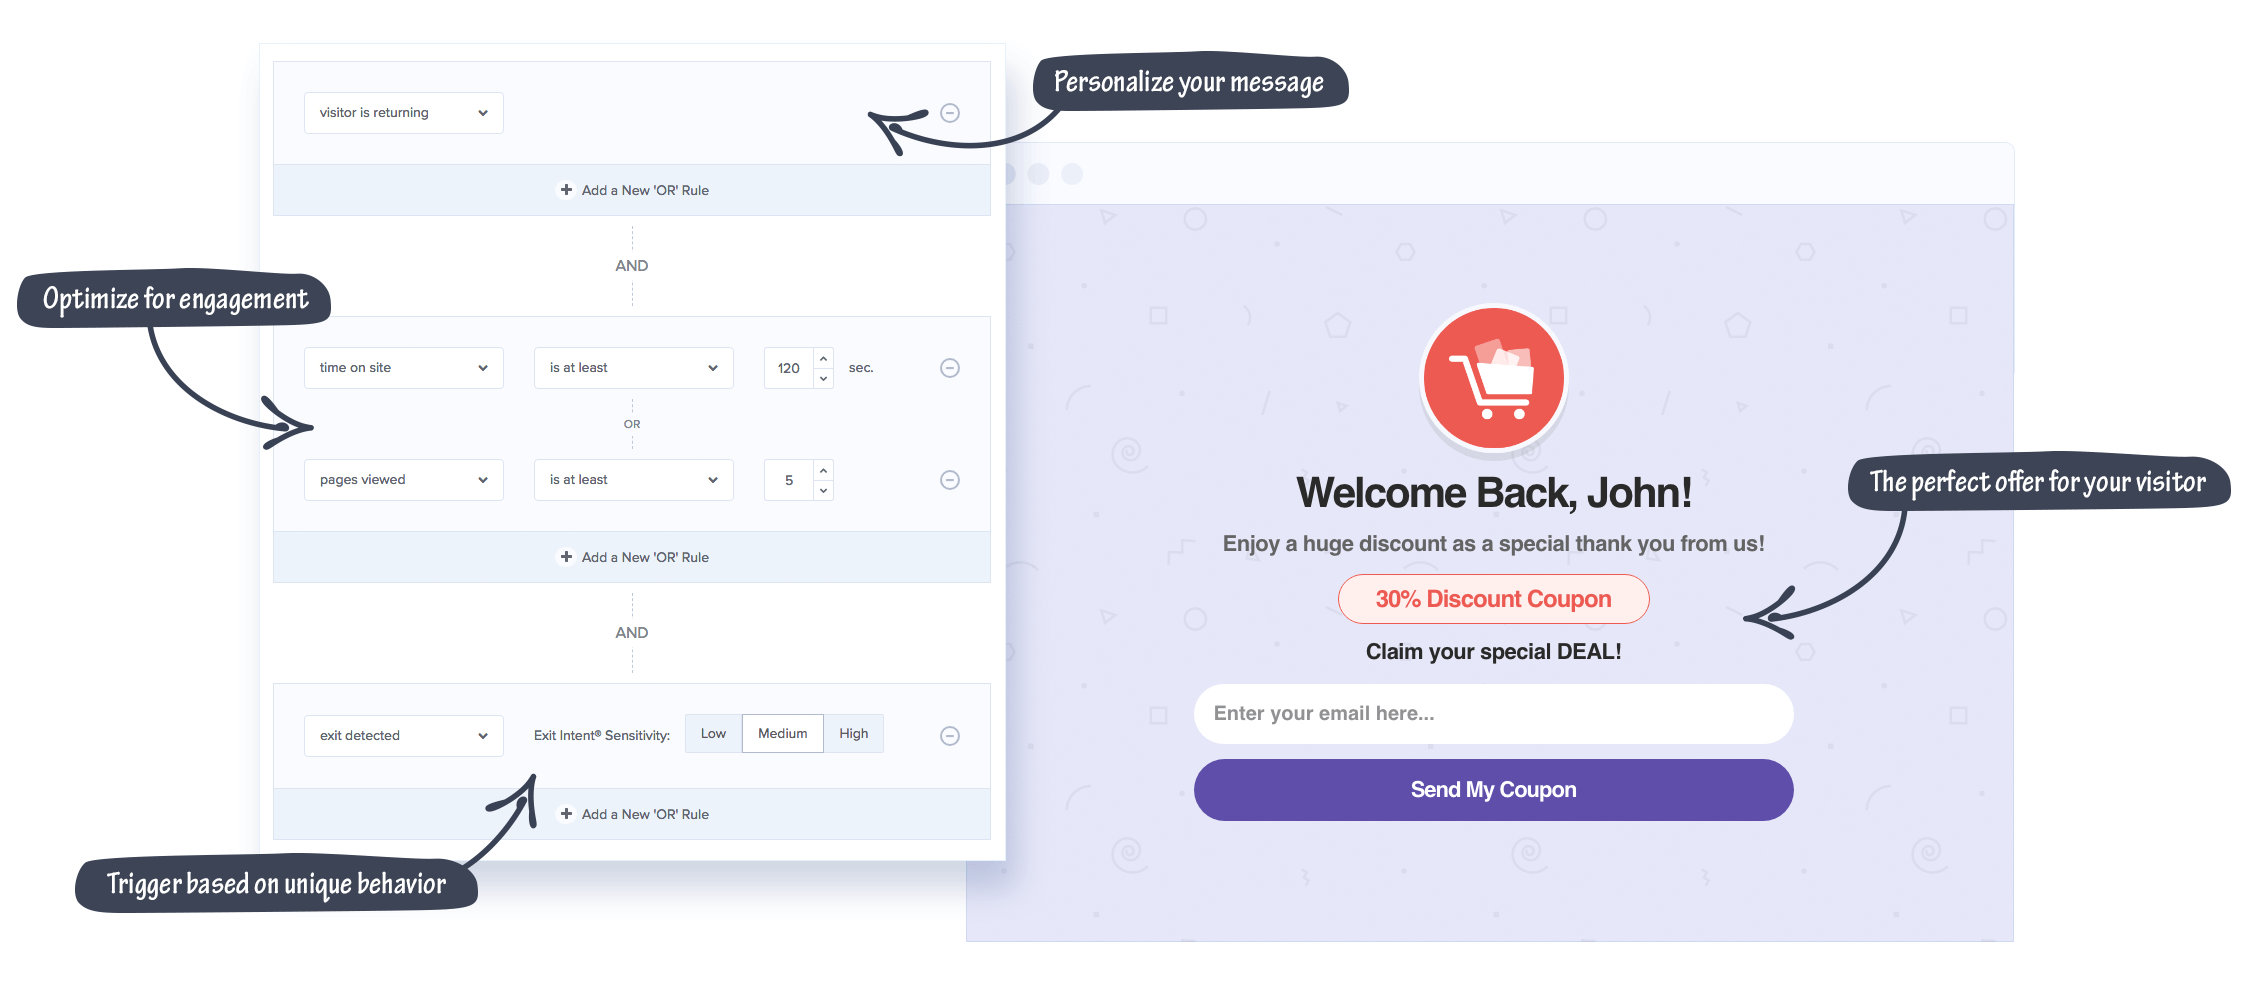 Personalize your message
visitor is returning
Add a New 'OR' Rule
AND
Optimize for engagement
time on site
is at least
120
sec.
OR
pages viewed
is at least
5
Add a New 'OR' Rule
AND
exit detected
Exit Intent® Sensitivity:
Low
Medium
High
Add a New 'OR' Rule
Trigger based on unique behavior
Welcome Back, John!
The perfect offer for your visitor
Enjoy a huge discount as a special thank you from us!
30% Discount Coupon
Claim your special DEAL!
Enter your email here...
Send My Coupon